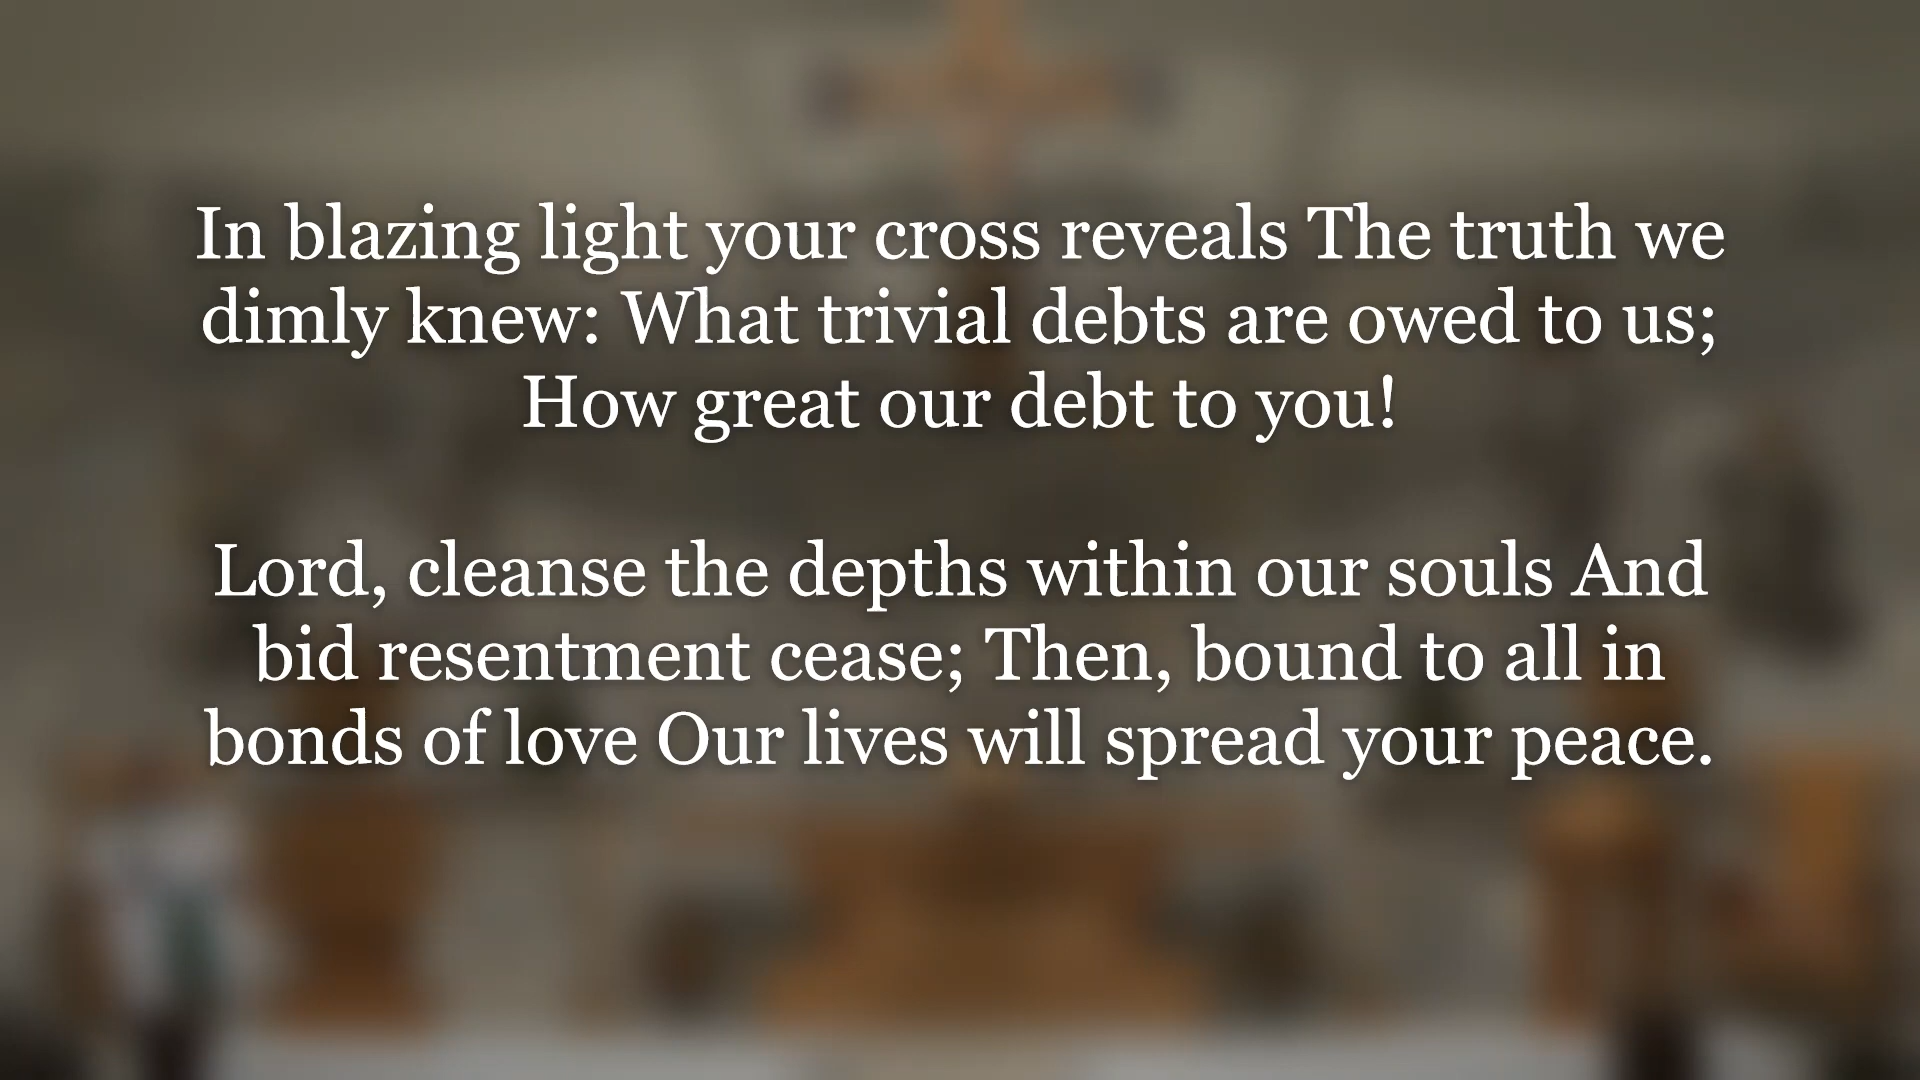 In blazing light your cross reveals The truth we
dimly knew: What trivial debts are owed to us;
How great our debt to you!
Lord, cleanse the depths within our souls And
bid resentment cease; Then, bound to all in
bonds of love Our lives will spread your peace.